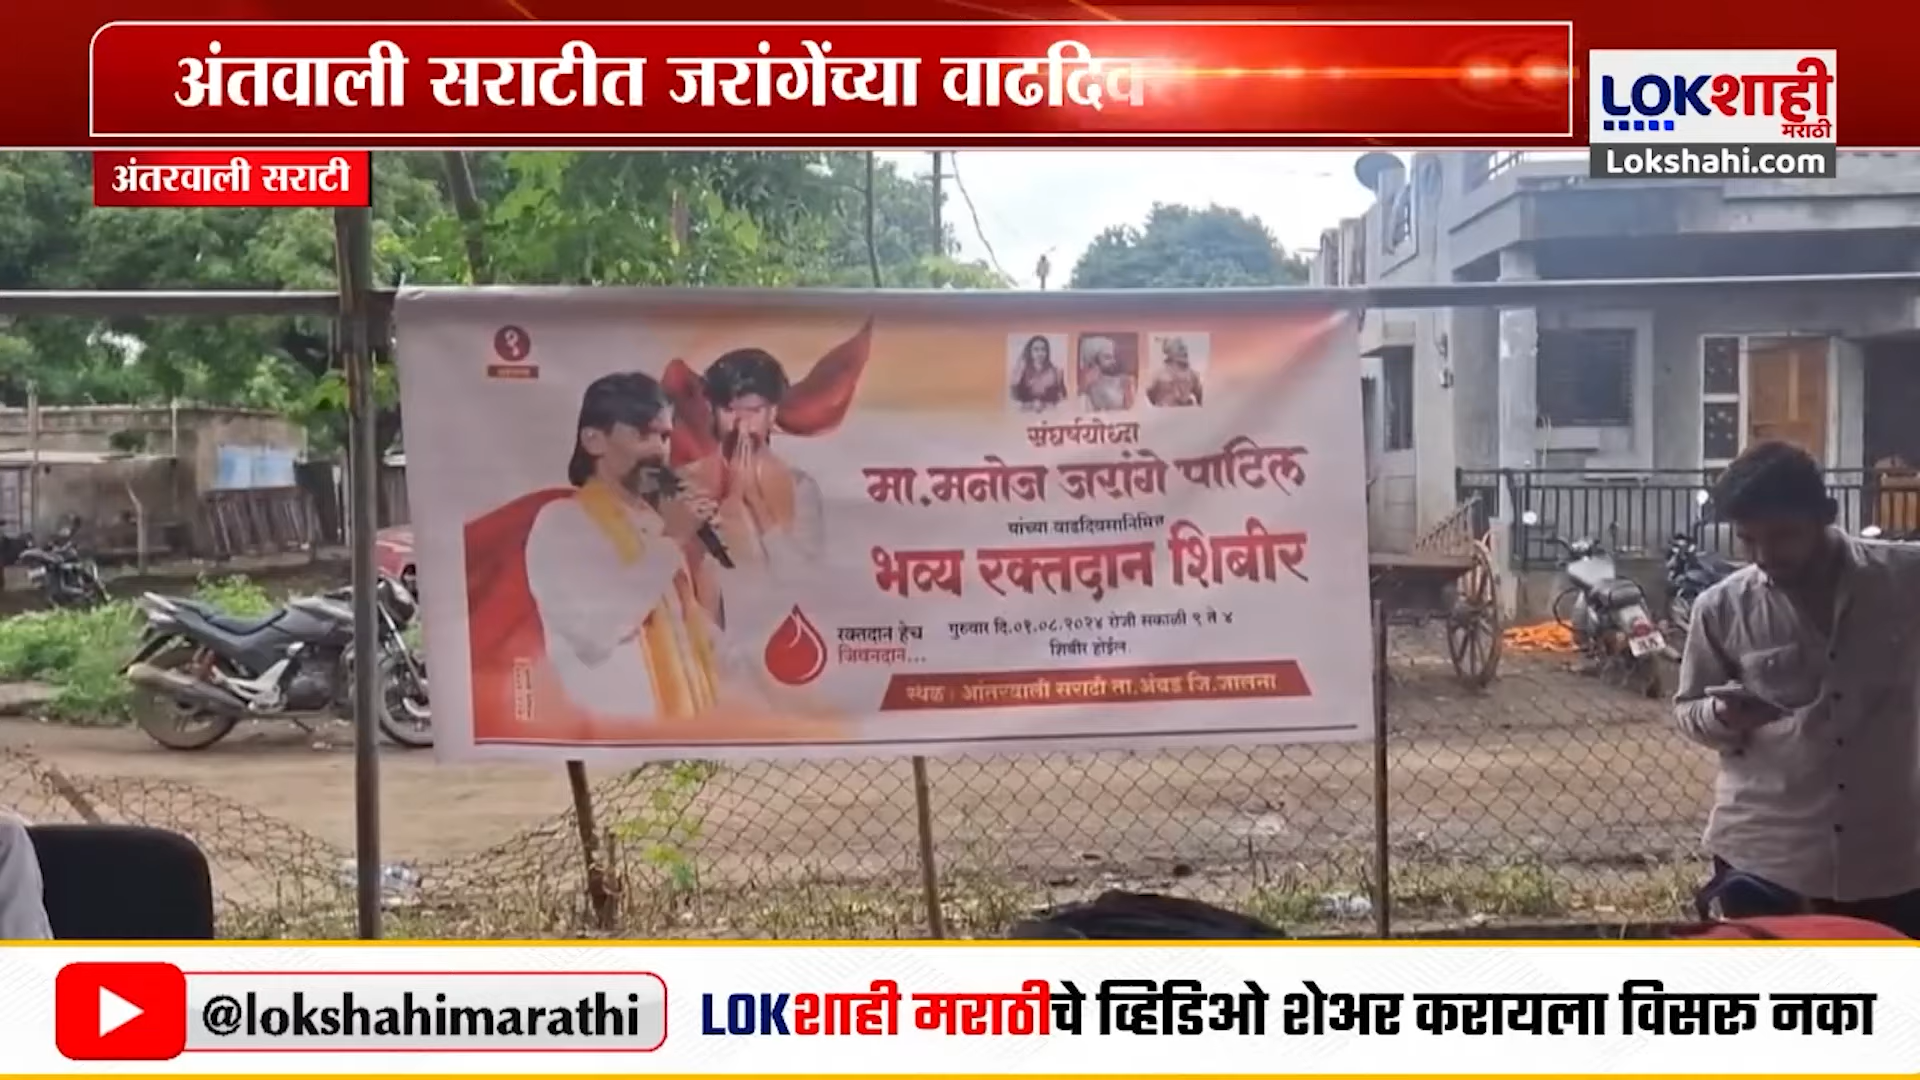 अंतवाली सराटीत जरांगेंच्या वाढदिव
LOKशाही
मराठी
Lokshahi.com
अंतरवाली सराटी
संघर्षयोध्दा
मा.मनोज जरांगे पाटिल
यांच्या वाढदिवसानिमित्त
भव्य रक्तदान शिबीर
रक्तदान हेच
जिवनदान...
गुरुवार दि.०१.०८.२०२४ रोजी सकाळी ९ ते ४
शिबीर होईल.
स्थळ : आंतरवाली सराटी ता.अंबड जि.जालना
@lokshahimarathi
LOKशाही मराठीचे व्हिडिओ शेअर करायला विसरू नका